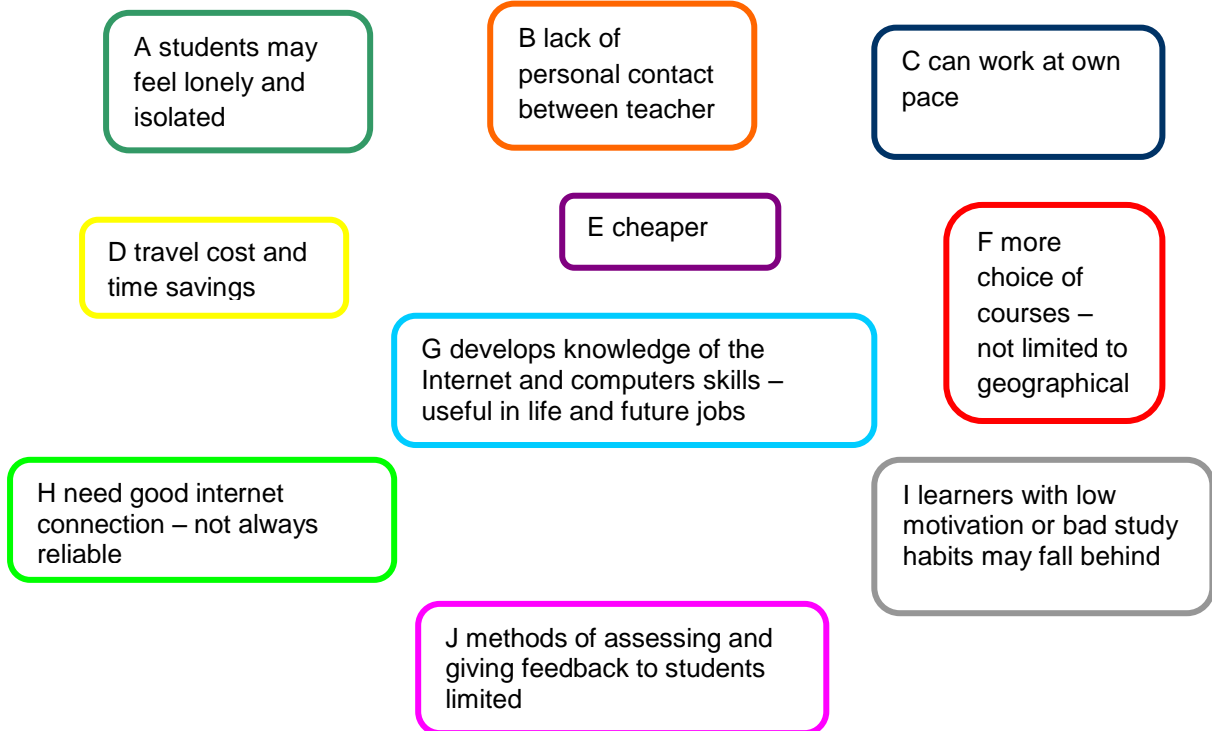 A students may
feel lonely and
isolated
B lack of
personal contact
between teacher
C can work at own
pace
D travel cost and
time savings
E cheaper
F more
choice of
courses –
not limited to
geographical
G develops knowledge of the
Internet and computers skills –
useful in life and future jobs
H need good internet
connection – not always
reliable
I learners with low
motivation or bad study
habits may fall behind
J methods of assessing and
giving feedback to students
limited